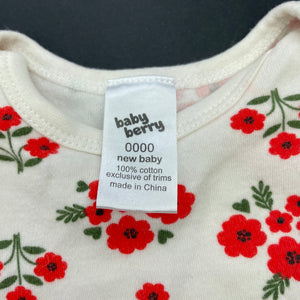 baby
berry
0000
new baby
100% cotton
exclusive of trims
made in China